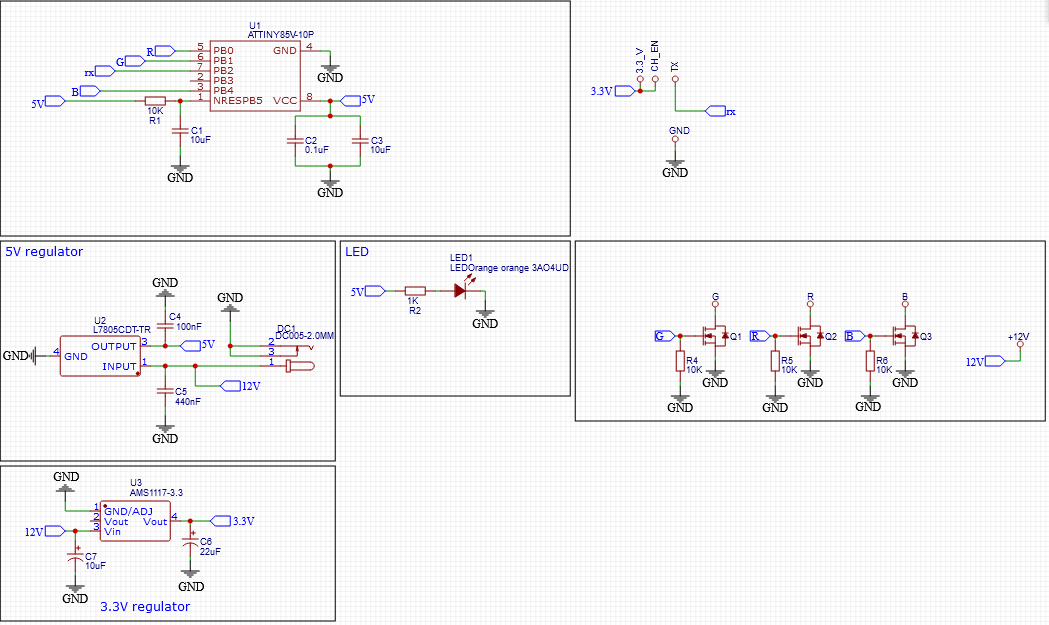 U1
ATTINY85V-10P
R
5
PB0
GND
4
G
6
PB1
rx
7
PB2
GND
2
PB3
B
3
PB4
5V
1
NRESPB5
VCC
8
5V
10K
R1
C1
10uF
C2
0.1uF
C3
10uF
GND
GND
3.3_V
CH_EN
TX
3.3V
rx
GND
GND
5V regulator
GND
GND
C4
100nF
U2
L7805CDT-TR
DC1
DC005-2.0MM
OUTPUT
3
5V
2
GND
4
GND
3
INPUT
1
1
12V
C5
440nF
GND
LED
LED1
LEDOrange orange 3AO4UD
5V
1K
R2
GND
G
R
B
G
Q1
R
Q2
B
Q3
+12V
R4
10K
R5
10K
R6
10K
12V
GND
GND
GND
GND
GND
GND
GND
U3
AMS1117-3.3
1
GND/ADJ
2
Vout
Vout
4
3.3V
12V
3
Vin
+
C7
10uF
+
C6
22uF
GND
GND
3.3V regulator